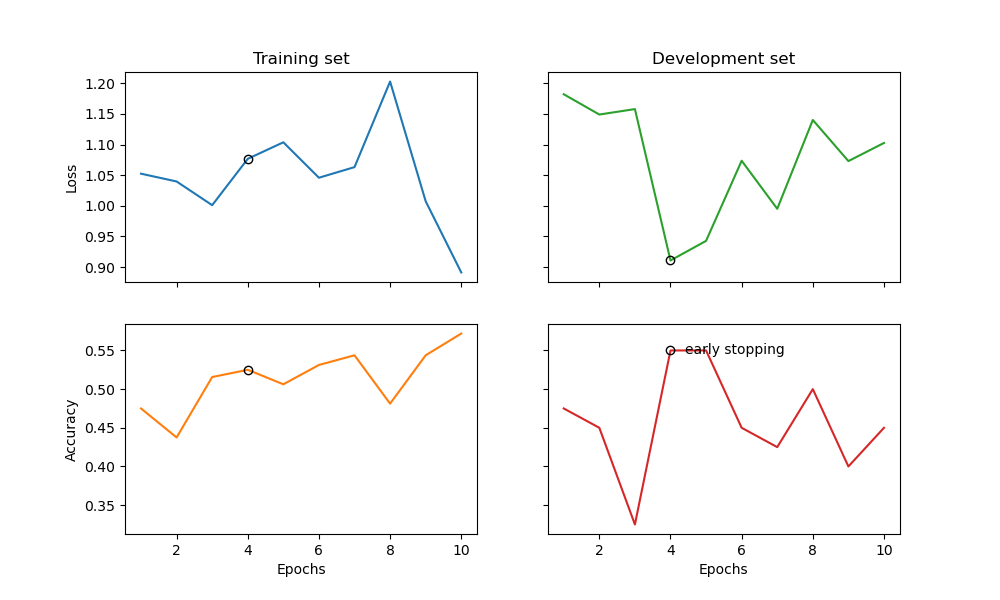 Training set
Development set
1.20
1.15
1.10
1.05
1.00
0.95
0.90
Loss
0.55
0.50
0.45
0.40
0.35
Accuracy
early stopping
2 4 6 8 10
2 4 6 8 10
Epochs
Epochs